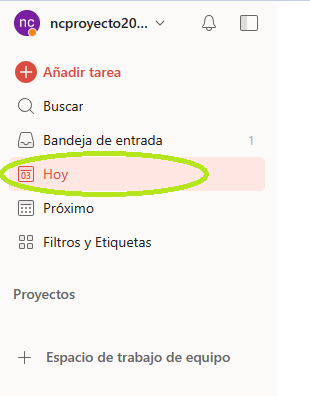 nc ncproyecto20...
Añadir tarea
Buscar
Bandeja de entrada 1
03 Hoy
Próximo
Filtros y Etiquetas
Proyectos
Espacio de trabajo de equipo